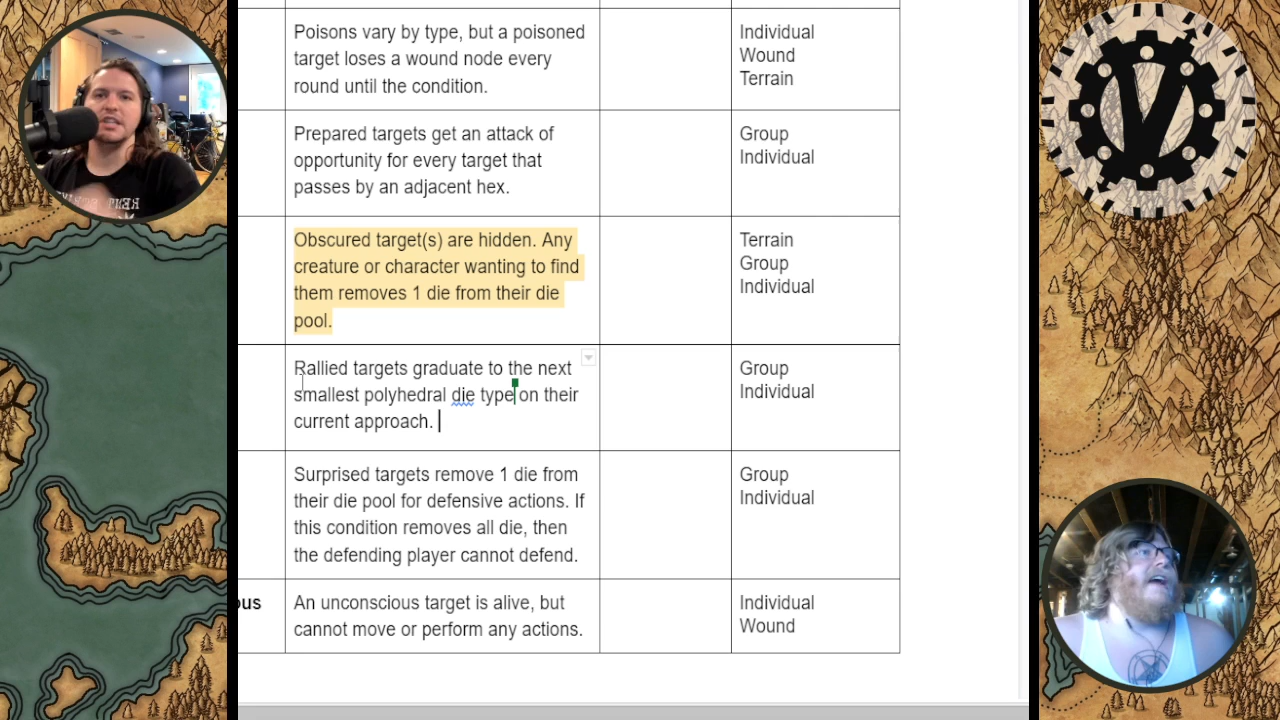 Poisons vary by type, but a poisoned
target loses a wound node every
round until the condition.
Individual
Wound
Terrain
Prepared targets get an attack of
opportunity for every target that
passes by an adjacent hex.
Group
Individual
Obscured target(s) are hidden. Any
creature or character wanting to find
them removes 1 die from their die
pool.
Terrain
Group
Individual
Rallied targets graduate to the next
smallest polyhedral die type on their
current approach.
Group
Individual
Surprised targets remove 1 die from
their die pool for defensive actions. If
this condition removes all die, then
the defending player cannot defend.
Group
Individual
ous
An unconscious target is alive, but
cannot move or perform any actions.
Individual
Wound
V